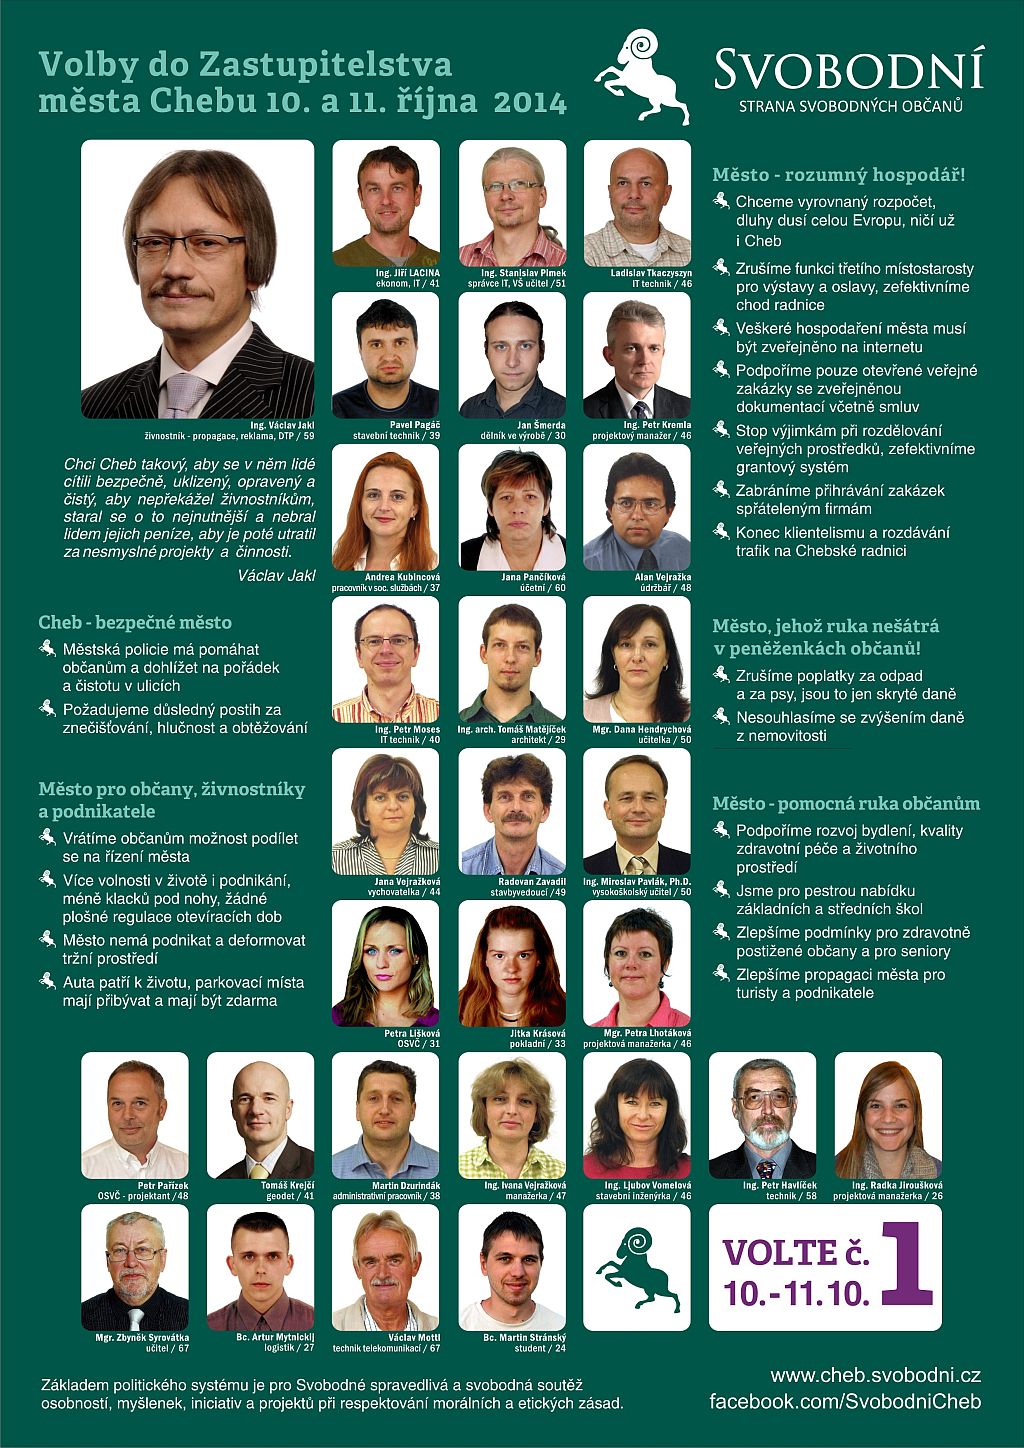 Volby do Zastupitelstva
města Chebu 10. a 11. října 2014
SVOBODNÍ
STRANA SVOBODNÝCH OBČANŮ
Ing. Václav Jakl
živnostník - propagace, reklama, DTP / 59
Chci Cheb takový, aby se v něm lidé
cítili bezpečně, uklizený, opravený a
čistý, aby nepřekážel živnostníkům,
staral se o to nejnutnější a nebral
lidem jejich peníze, aby je poté utratil
za nesmyslné projekty a činnosti.
Václav Jakl
Cheb - bezpečné město
Městská policie má pomáhat
občanům a dohlížet na pořádek
a čistotu v ulicích
Požadujeme důsledný postih za
znečišťování, hlučnost a obtěžování
Město pro občany, živnostníky
a podnikatele
Vrátíme občanům možnost podílet
se na řízení města
Více volnosti v životě i podnikání,
méně klacků pod nohy, žádné
plošné regulace otevíracích dob
Město nemá podnikat a deformovat
tržní prostředí
Auta patří k životu, parkovací místa
mají přibývat a mají být zdarma
Ing. Jiří LACINA
ekonom, IT / 41
Ing. Stanislav Pimek
správce IT, VŠ učitel /51
Ladislav Tkaczyszyn
IT technik / 46
Pavel Pagáč
stavební technik / 39
Jan Šmerda
dělník ve výrobě / 30
Ing. Petr Kremla
projektový manažer / 46
Andrea Kubincová
pracovník v soc. službách / 37
Jana Pančíková
účetní / 60
Alan Vejražka
údržbář / 48
Ing. Petr Moses
IT technik / 40
Ing. arch. Tomáš Matějíček
architekt / 29
Mgr. Dana Hendrychová
učitelka / 50
Jana Vejražková
vychovatelka / 44
Radovan Zavadil
stavbyvedoucí /49
Ing. Miroslav Pavlák, Ph.D.
vysokoškolský učitel / 50
Petra Lišková
OSVČ / 31
Jitka Krásová
pokladní / 33
Mgr. Petra Lhotáková
projektová manažerka / 46
Město - rozumný hospodář!
Chceme vyrovnaný rozpočet,
dluhy dusí celou Evropu, ničí už
i Cheb
Zrušíme funkci třetího místostarosty
pro výstavy a oslavy, zefektivníme
chod radnice
Veškeré hospodaření města musí
být zveřejněno na internetu
Podpoříme pouze otevřené veřejné
zakázky se zveřejněnou
dokumentací včetně smluv
Stop výjimkám při rozdělování
veřejných prostředků, zefektivníme
grantový systém
Zabráníme přihrávání zakázek
spřáteleným firmám
Konec klientelismu a rozdávání
trafik na Chebské radnici
Město, jehož ruka nešátrá
v peněženkách občanů!
Zrušíme poplatky za odpad
a za psy, jsou to jen skryté daně
Nesouhlasíme se zvýšením daně
z nemovitosti
Město - pomocná ruka občanům
Podpoříme rozvoj bydlení, kvality
zdravotní péče a životního
prostředí
Jsme pro pestrou nabídku
základních a středních škol
Zlepšíme podmínky pro zdravotně
postižené občany a pro seniory
Zlepšíme propagaci města pro
turisty a podnikatele
Petr Pařízek
OSVČ - projektant /48
Tomáš Krejčí
geodet / 41
Martin Dzurindák
administrativní pracovník / 38
Ing. Ivana Vejražková
manažerka / 47
Ing. Ljubov Vomelová
stavební inženýrka / 46
Ing. Petr Havlíček
technik / 58
Ing. Radka Jiroušková
projektová manažerka / 26
Mgr. Zbyněk Syrovátka
učitel / 67
Bc. Artur Mytnickij
logistik / 27
Václav Mottl
technik telekomunikací / 67
Bc. Martin Stránský
student / 24
VOLTE č. 1
10.-11.10.
Základem politického systému je pro Svobodné spravedlivá a svobodná soutěž
osobností, myšlenek, iniciativ a projektů při respektování morálních a etických zásad.
www.cheb.svobodni.cz
facebook.com/SvobodniCheb